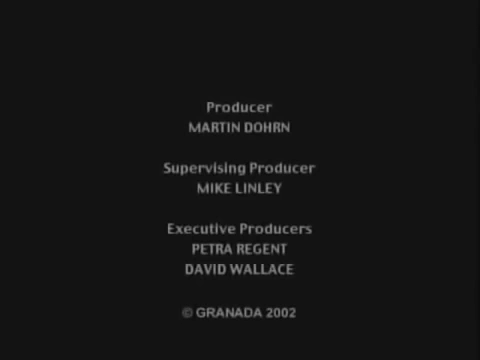 Producer
MARTIN DOHRN
Supervising Producer
MIKE LINLEY
Executive Producers
PETRA REGENT
DAVID WALLACE
© GRANADA 2002